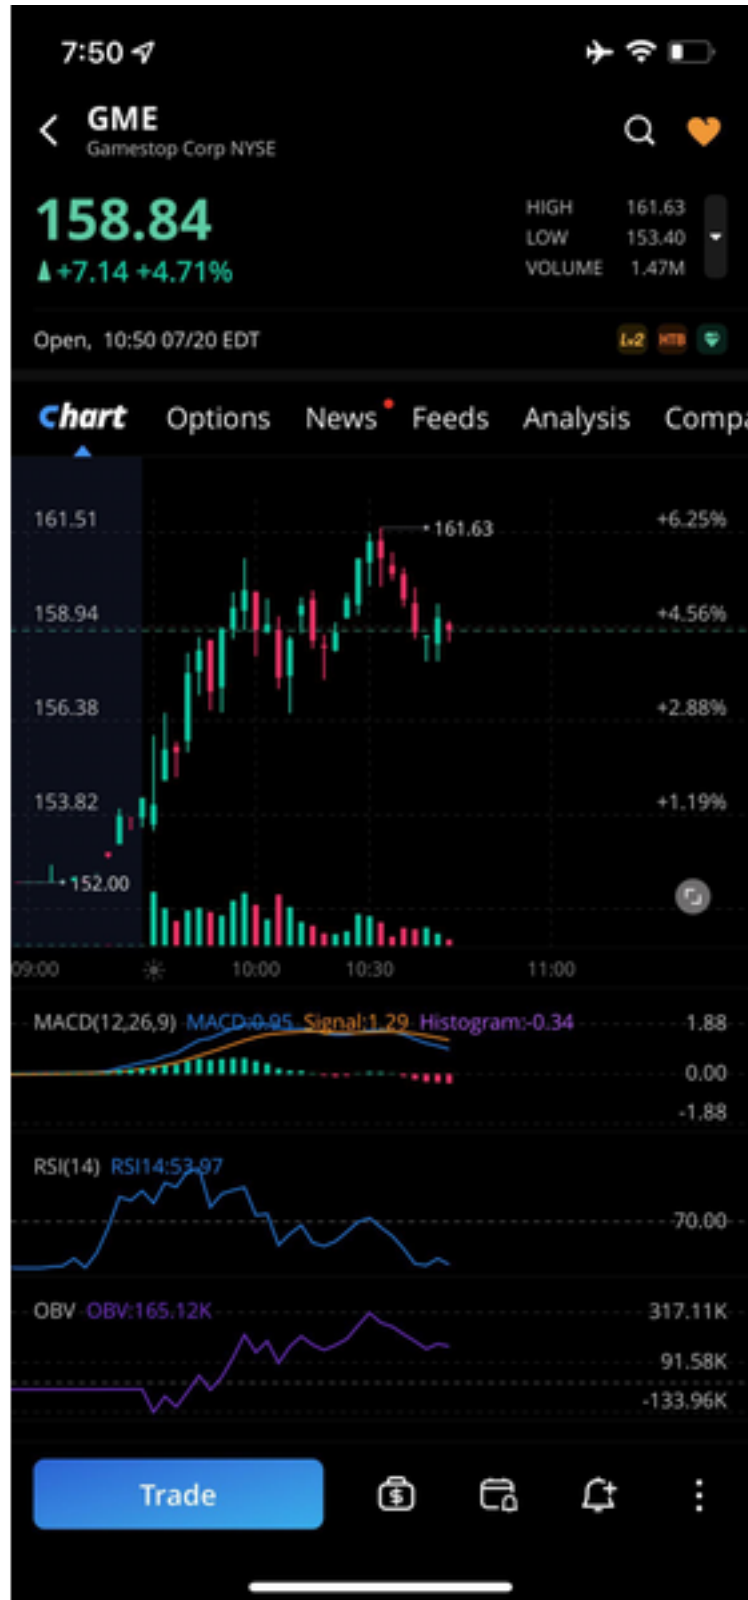 7:50
GME
Gamestop Corp NYSE
158.84
+7.14 +4.71%
HIGH 161.63
LOW 153.40
VOLUME 1.47M
Open, 10:50 07/20 EDT
Lv2 HTB
Chart Options News Feeds Analysis Compa
161.51 +6.25%
161.63
158.94 +4.56%
156.38 +2.88%
153.82 +1.19%
152.00
09:00 10:00 10:30 11:00
MACD(12,26,9) MACD:0.95 Signal:1.29 Histogram:-0.34 1.88
0.00
-1.88
RSI(14) RSI14:53.97
70.00
OBV OBV:165.12K 317.11K
91.58K
-133.96K
Trade